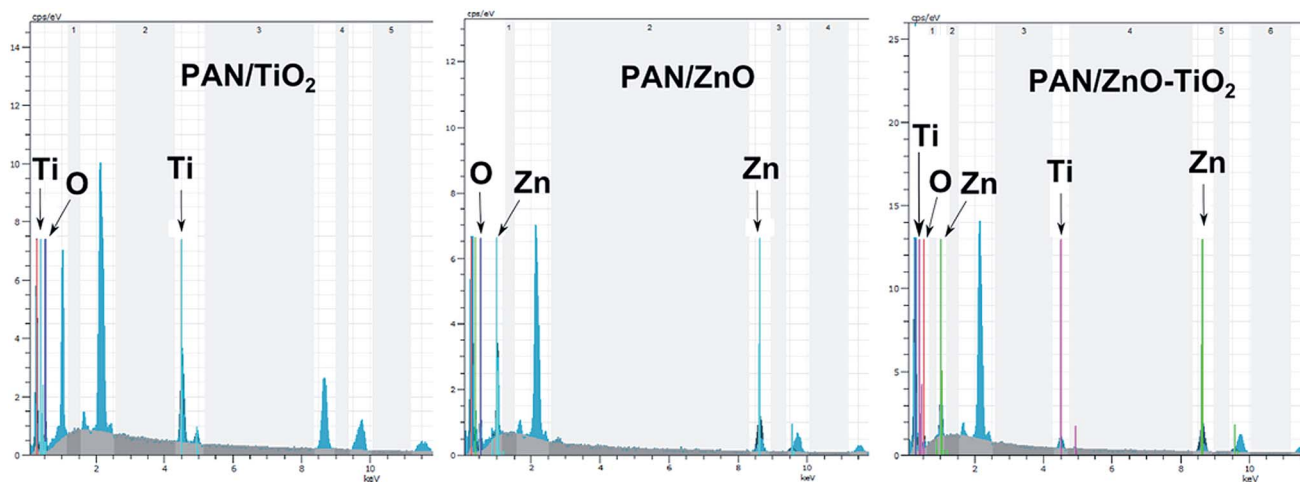 cps/eV
1 2 3 4 5
PAN/TiO₂
Ti
O
Ti
14
12
10
8
6
4
2
0
2 4 6 8 10
keV
cps/eV
1 2 3 4
PAN/ZnO
O
Zn
Zn
12
10
8
6
4
2
0
2 4 6 8 10
keV
cps/eV
1 2 3 4 5 6
PAN/ZnO-TiO₂
Ti
O
Zn
Ti
Zn
25
20
15
10
5
0
2 4 6 8 10
keV